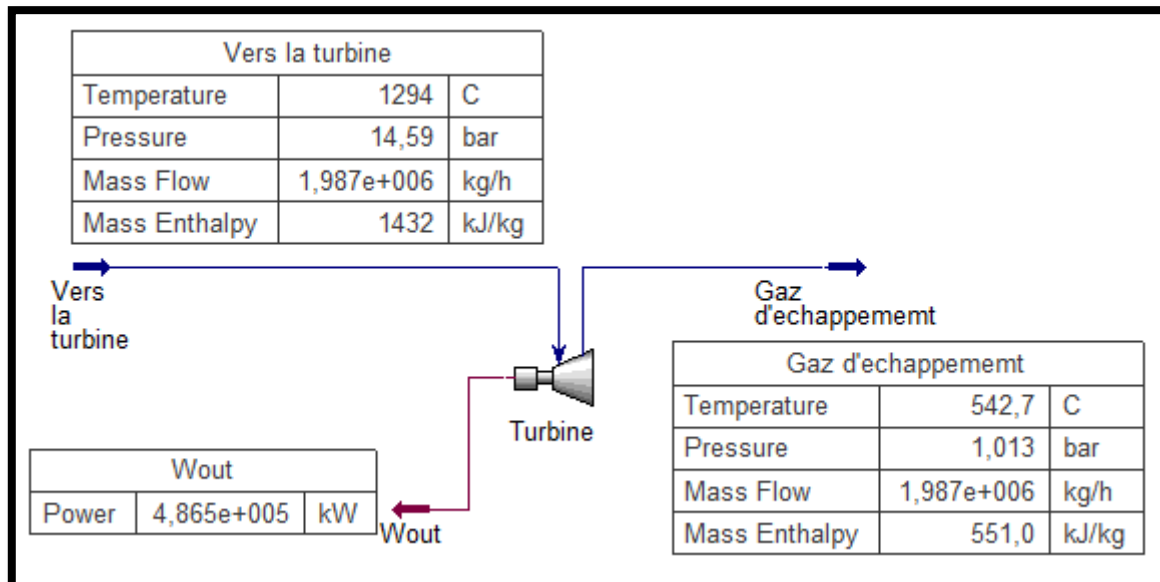 Vers la turbine
Temperature 1294 C
Pressure 14,59 bar
Mass Flow 1,987e+006 kg/h
Mass Enthalpy 1432 kJ/kg
Vers
la
turbine
Gaz
d'echappememt
Turbine
Gaz d'echappememt
Temperature 542,7 C
Pressure 1,013 bar
Mass Flow 1,987e+006 kg/h
Mass Enthalpy 551,0 kJ/kg
Wout
Power 4,865e+005 kW
Wout